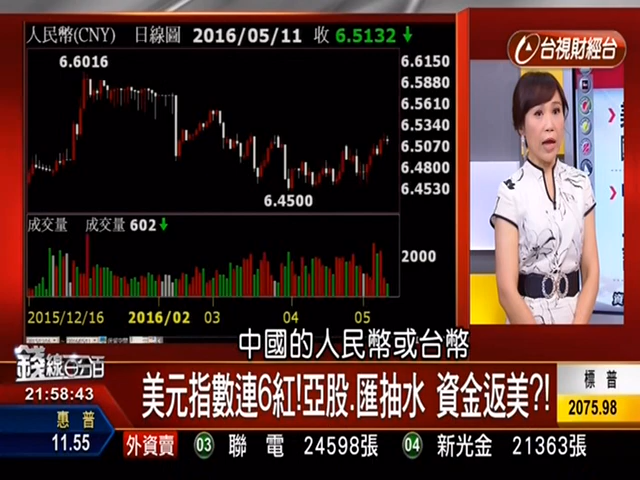 人民幣(CNY) 日線圖 2016/05/11 收 6.5132
台視財經台
6.6016
6.6150
6.5880
6.5610
6.5340
6.5070
6.4800
6.4530
6.4500
成交量 成交量 602
2000
2015/12/16 2016/02 03 04 05
中國的人民幣或台幣
錢線百分百
美元指數連6紅!亞股.匯抽水 資金返美?!
標普
2075.98
21:58:43
惠普
11.55
外資賣 03 聯電 24598張 04 新光金 21363張